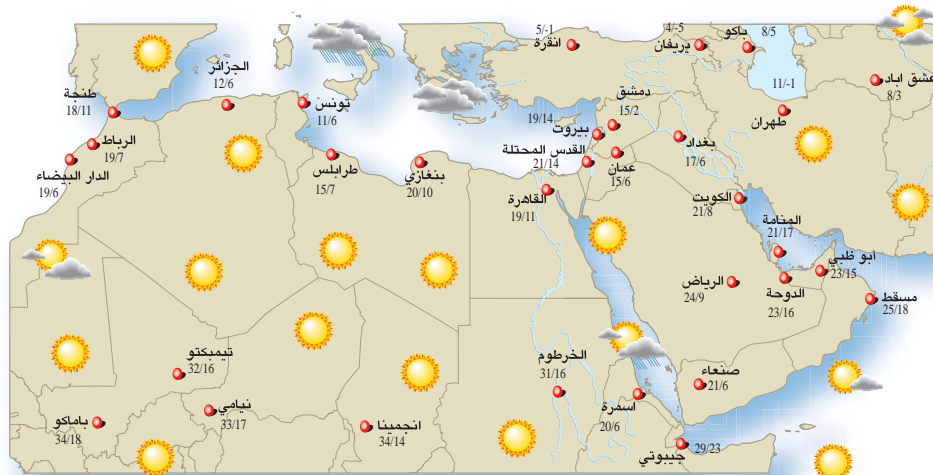 5/-1
انقرة
4/-5
يريفان
باكو
8/5
عشق اباد
8/3
11/-1
طهران
الجزائر
12/6
طنجة
18/11
تونس
11/6
دمشق
15/2
19/14
بيروت
بغداد
17/6
الرباط
19/7
الدار البيضاء
19/6
طرابلس
15/7
بنغازي
20/10
القدس المحتلة
21/14
عمان
15/6
القاهرة
19/11
الكويت
21/8
المنامة
21/17
أبو ظبي
23/15
الرياض
24/9
الدوحة
23/16
مسقط
25/18
تيمبكتو
32/16
الخرطوم
31/16
صنعاء
21/6
باماكو
34/18
نيامي
33/17
انجمينا
34/14
اسمرة
20/6
جيبوتي
29/23